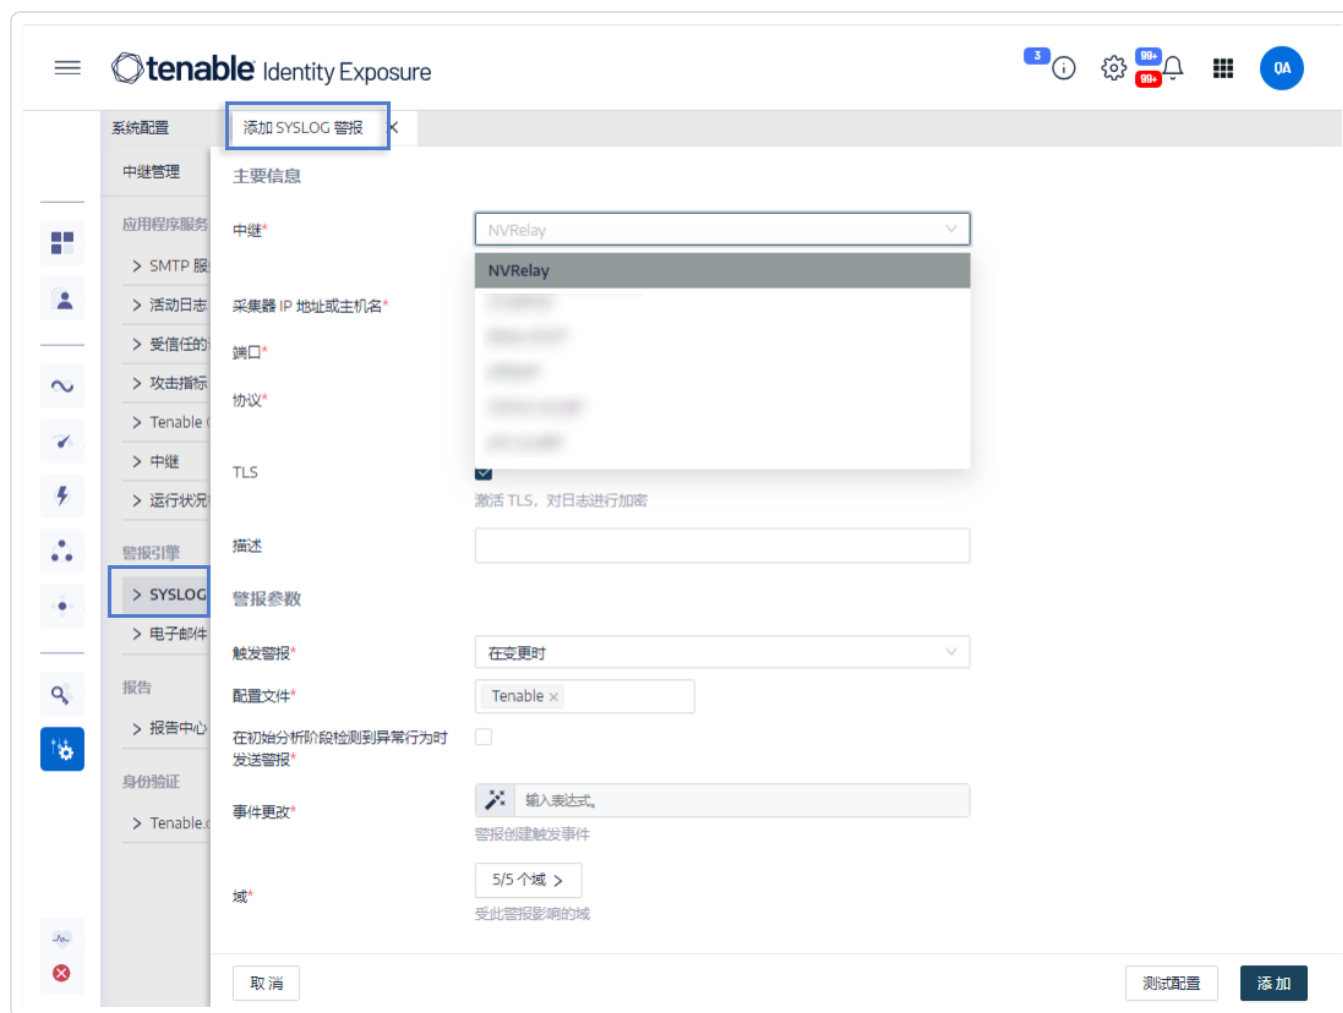 tenable Identity Exposure
3
99+
99+
QA
系统配置
添加 SYSLOG 警报
中继管理
主要信息
应用程序服务
中继*
NVRelay
NVRelay
SMTP 服
活动日志
采集器 IP 地址或主机名*
受信任的
端口*
攻击指标
协议*
Tenable
中继
TLS
运行状况
激活 TLS，对日志进行加密
描述
警报引擎
SYSLOG
警报参数
电子邮件
触发警报*
在变更时
报告
配置文件*
Tenable
报告中心
在初始分析阶段检测到异常行为时
发送警报*
身份验证
事件更改*
输入表达式。
Tenable.
警报创建触发事件
域*
5/5 个域
受此警报影响的域
取 消
测试配置
添 加